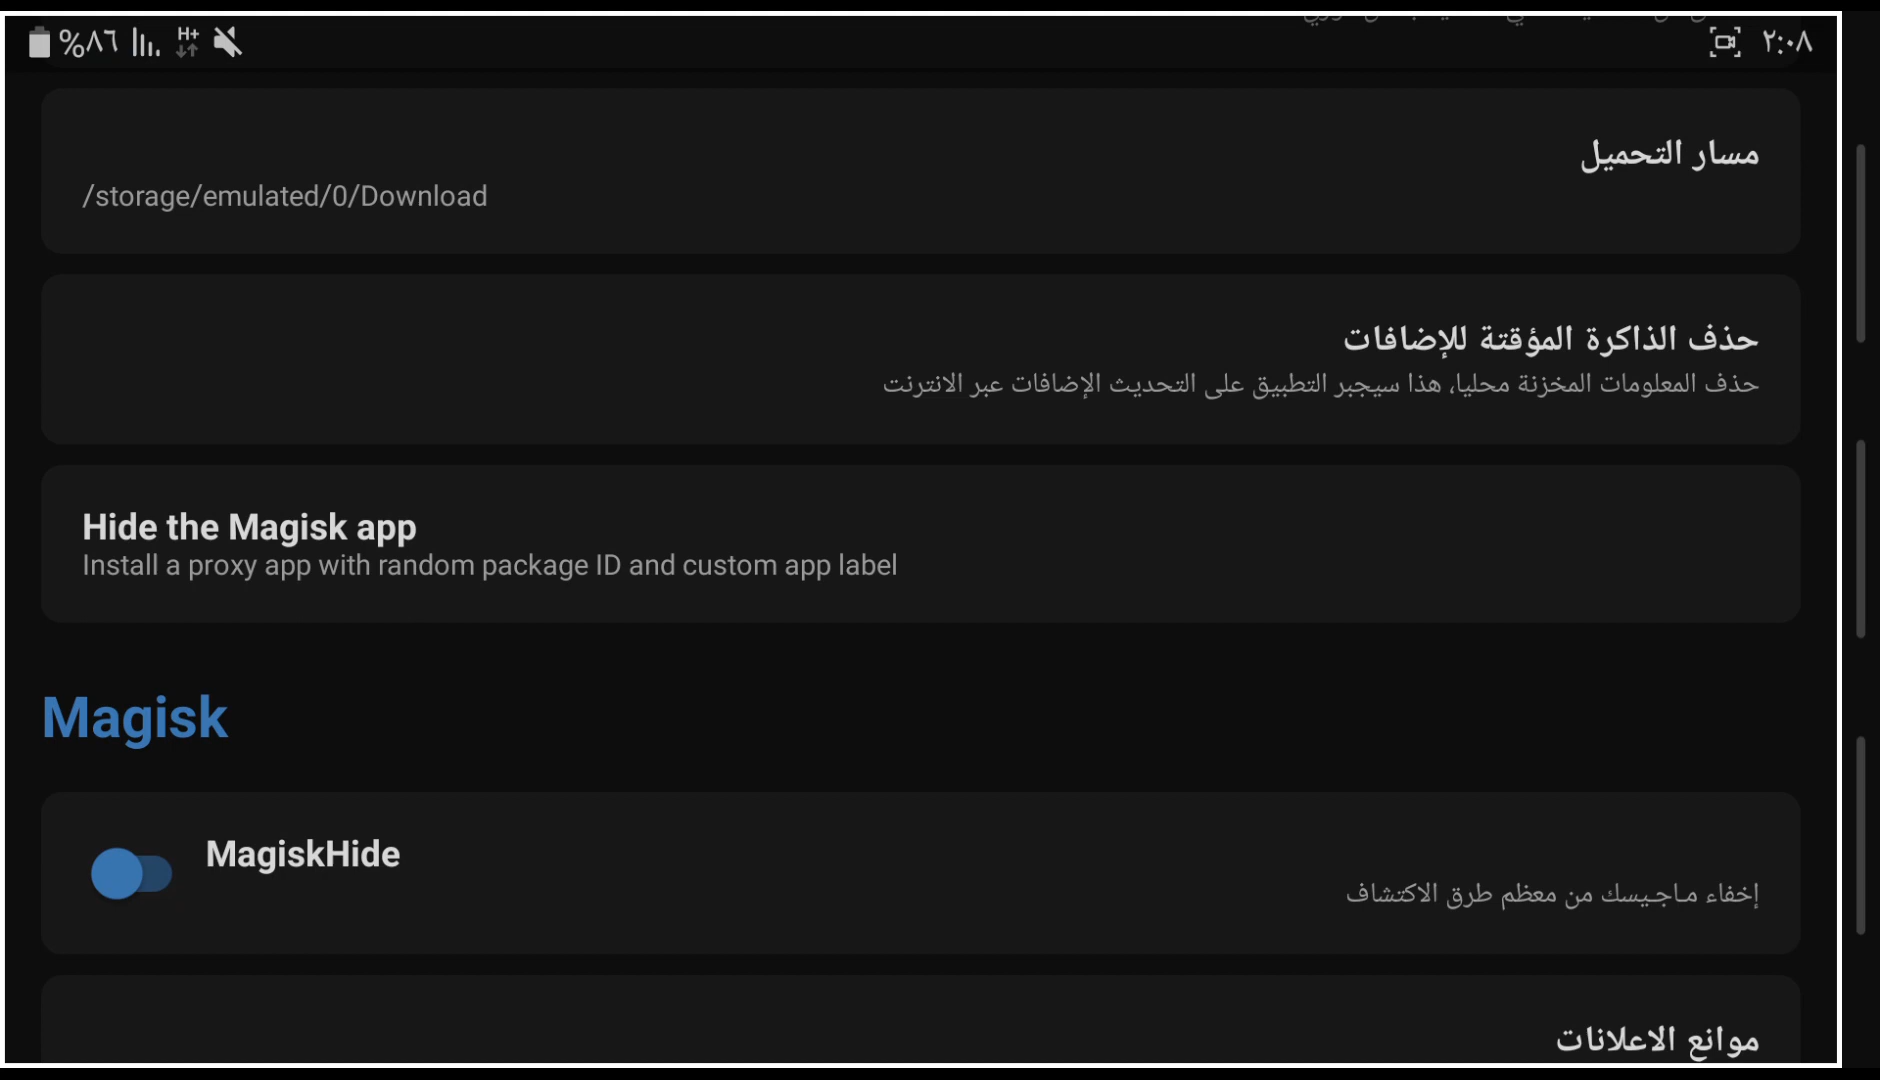 %٨٦ H+ ٢:٠٨
مسار التحميل
/storage/emulated/0/Download
حذف الذاكرة المؤقتة للإضافات
حذف المعلومات المخزنة محليا، هذا سيجبر التطبيق على التحديث الإضافات عبر الانترنت
Hide the Magisk app
Install a proxy app with random package ID and custom app label
Magisk
MagiskHide
إخفاء مـاجـيسك من معظم طرق الاكتشاف
موانع الاعلانات